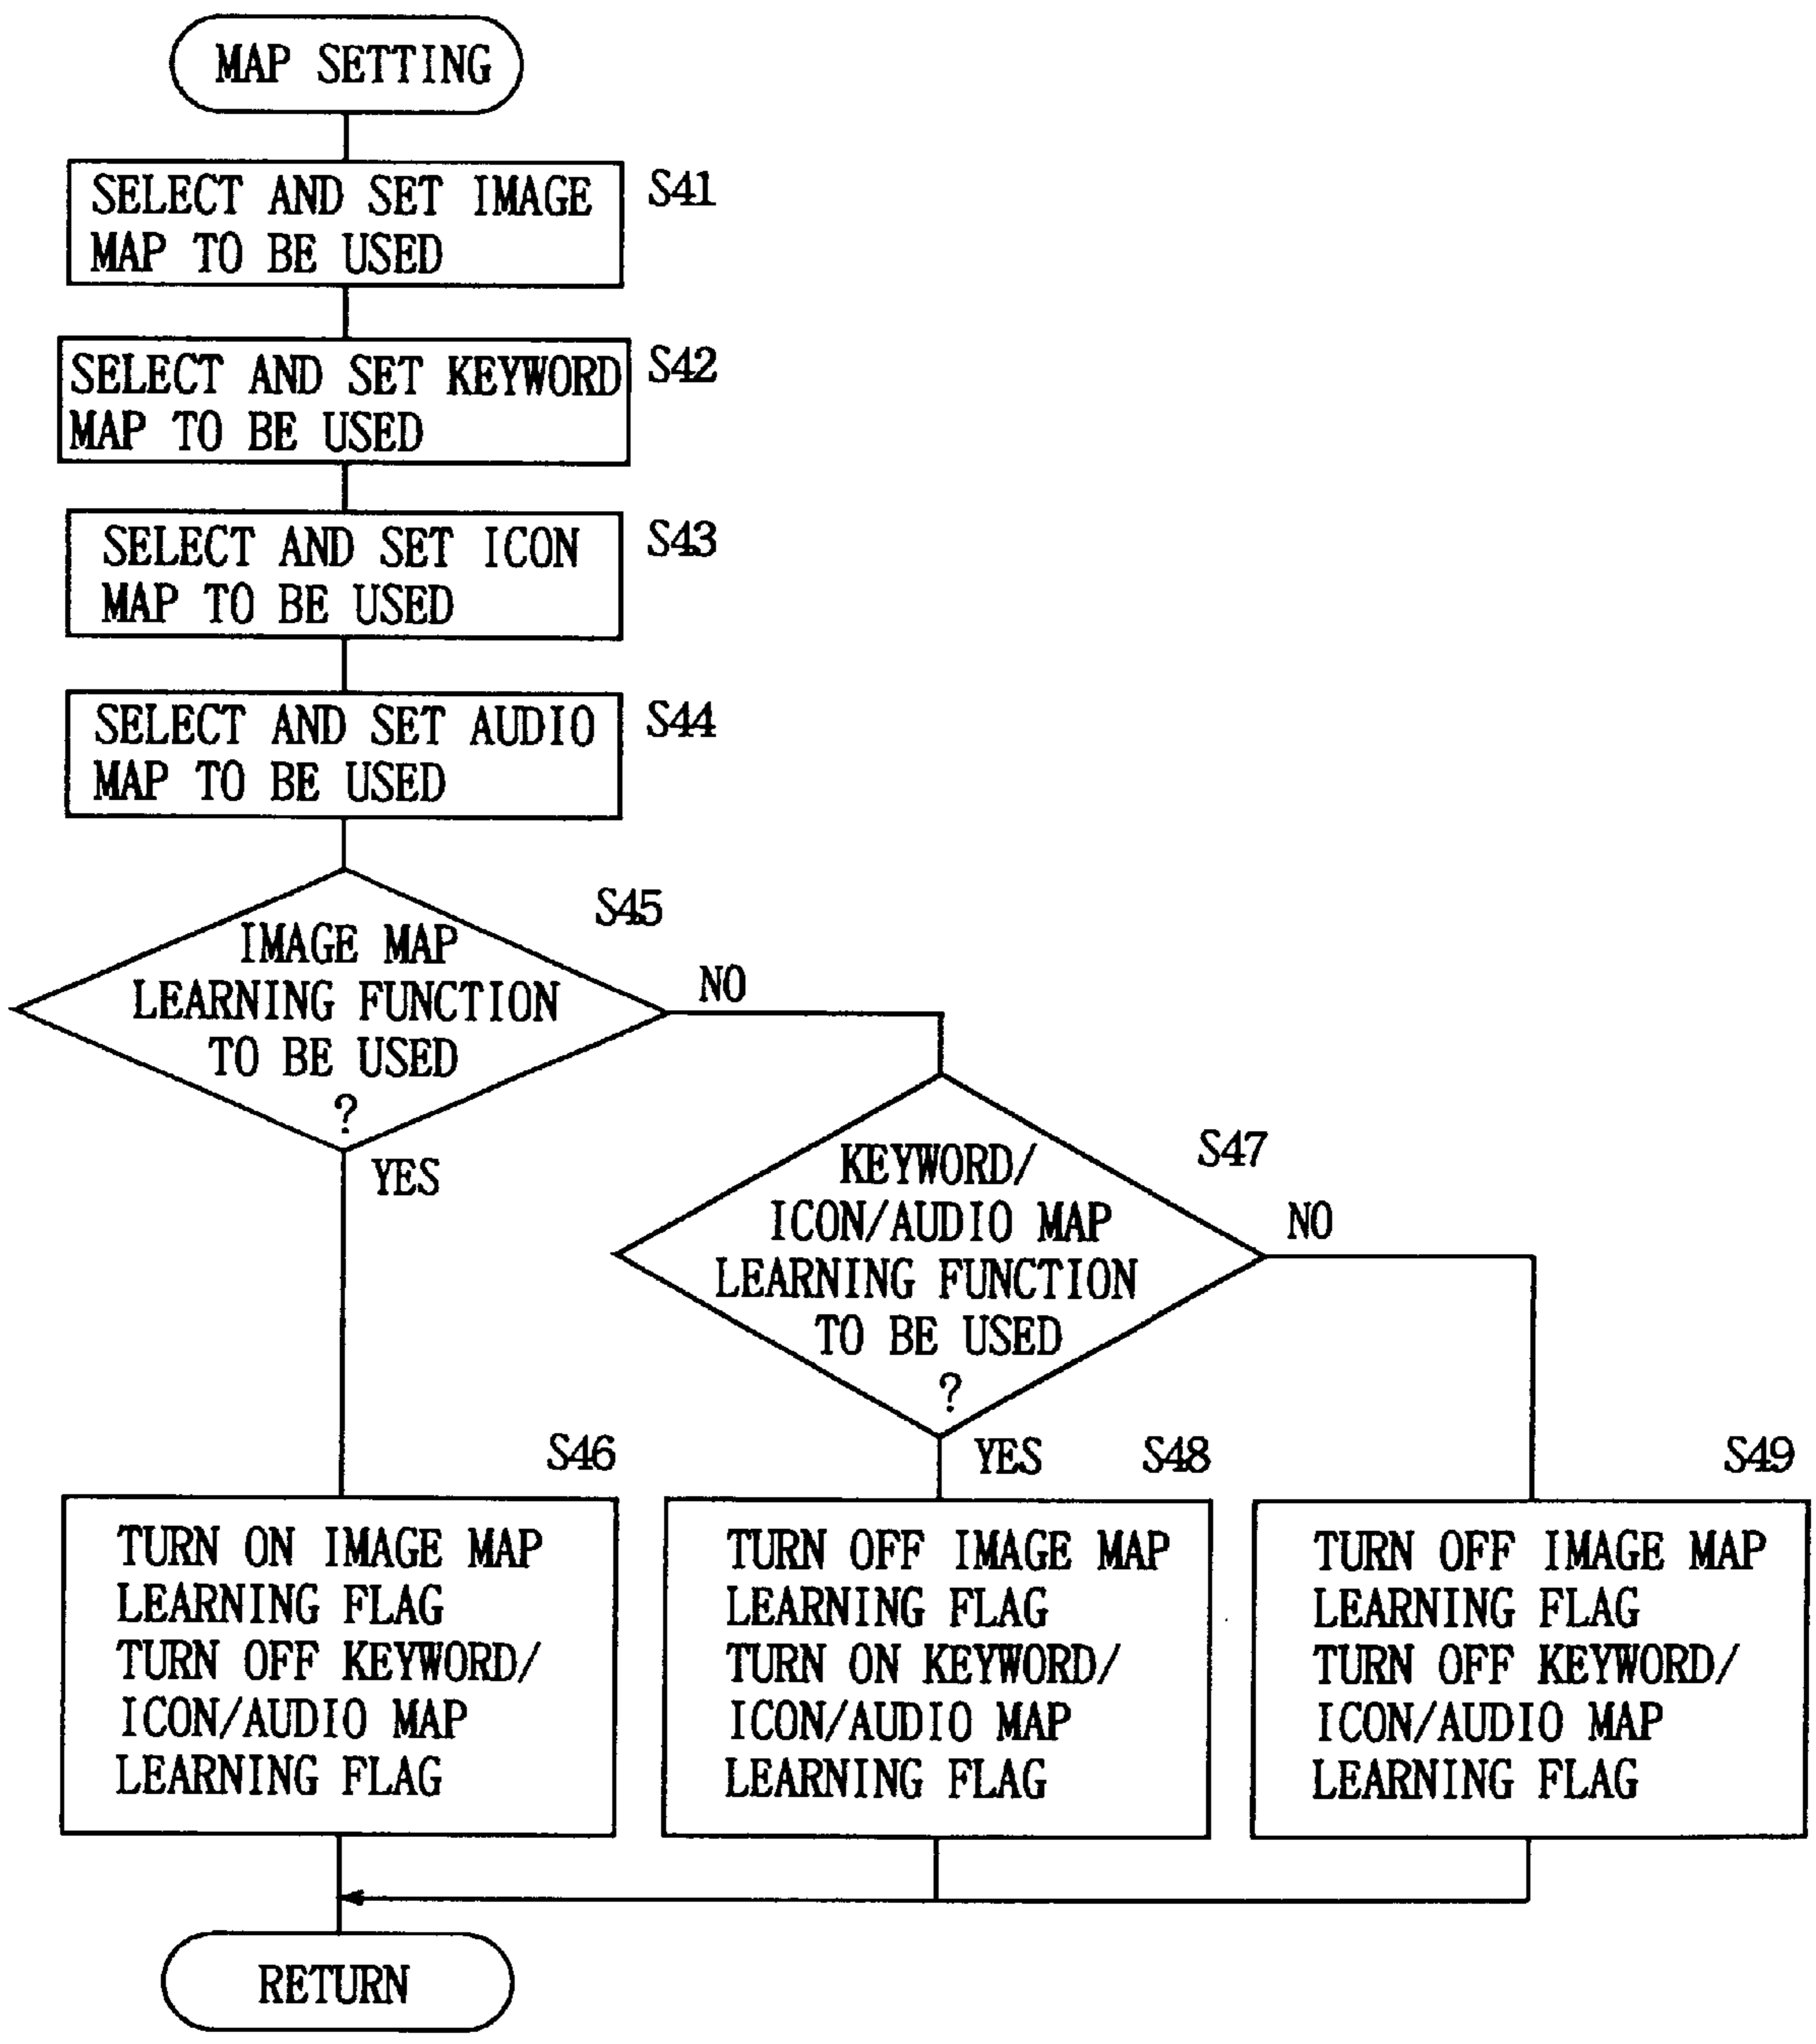 MAP SETTING
SELECT AND SET IMAGE
MAP TO BE USED
S41
SELECT AND SET KEYWORD
MAP TO BE USED
S42
SELECT AND SET ICON
MAP TO BE USED
S43
SELECT AND SET AUDIO
MAP TO BE USED
S44
S45
IMAGE MAP
LEARNING FUNCTION
TO BE USED
?
NO
YES
S47
KEYWORD/
ICON/AUDIO MAP
LEARNING FUNCTION
TO BE USED
?
NO
YES
S46
TURN ON IMAGE MAP
LEARNING FLAG
TURN OFF KEYWORD/
ICON/AUDIO MAP
LEARNING FLAG
S48
TURN OFF IMAGE MAP
LEARNING FLAG
TURN ON KEYWORD/
ICON/AUDIO MAP
LEARNING FLAG
S49
TURN OFF IMAGE MAP
LEARNING FLAG
TURN OFF KEYWORD/
ICON/AUDIO MAP
LEARNING FLAG
RETURN